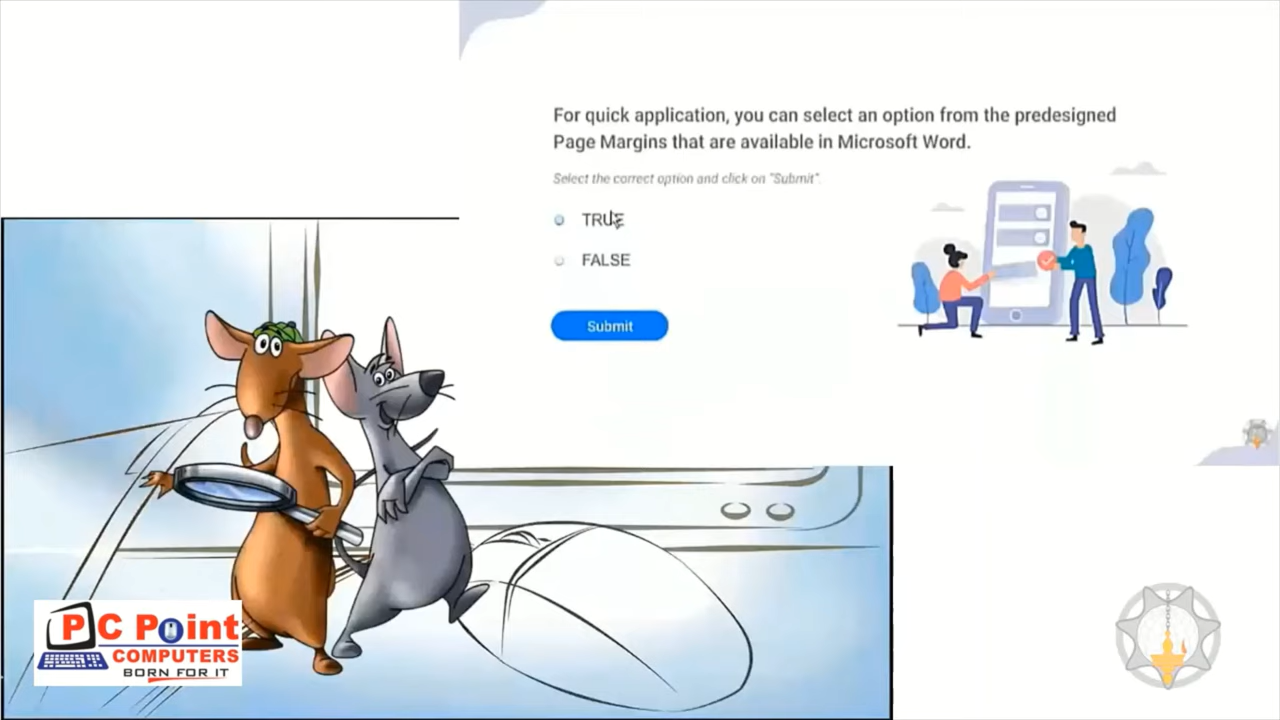 For quick application, you can select an option from the predesigned
Page Margins that are available in Microsoft Word.
Select the correct option and click on "Submit".
TRUE
FALSE
Submit
PC Point
COMPUTERS
BORN FOR IT